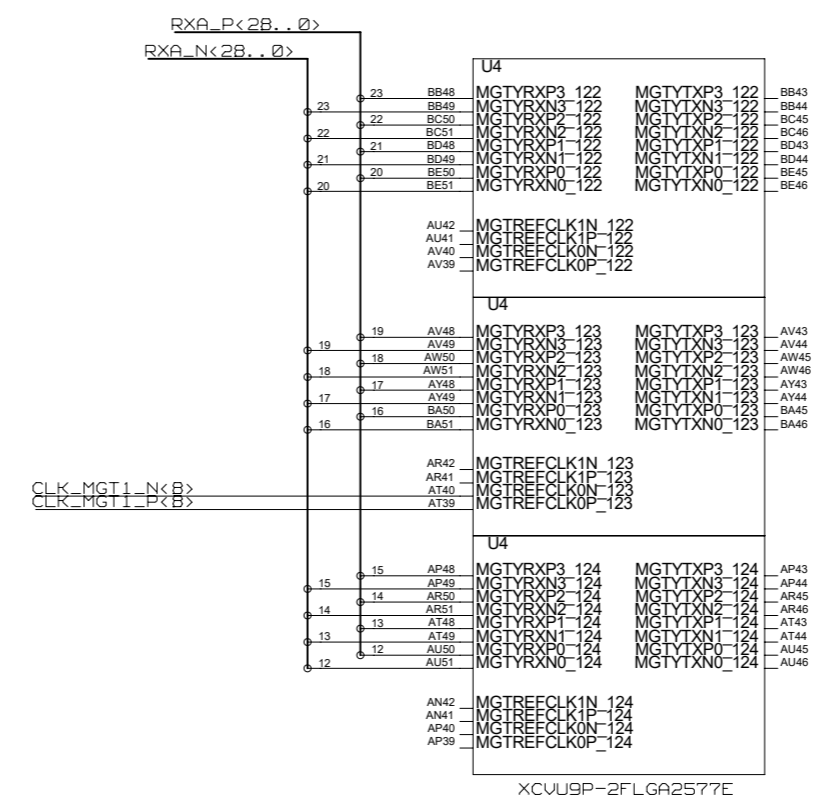 RXA_P<28..0>
RXA_N<28..0>
U4
23 BB48 MGTYRXP3_122 MGTYTXP3_122 BB43
23 BB49 MGTYRXN3_122 MGTYTXN3_122 BB44
22 BC50 MGTYRXP2_122 MGTYTXP2_122 BC45
22 BC51 MGTYRXN2_122 MGTYTXN2_122 BC46
21 BD48 MGTYRXP1_122 MGTYTXP1_122 BD43
21 BD49 MGTYRXN1_122 MGTYTXN1_122 BD44
20 BE50 MGTYRXP0_122 MGTYTXP0_122 BE45
20 BE51 MGTYRXN0_122 MGTYTXN0_122 BE46
AU42 MGTREFCLK1N_122
AU41 MGTREFCLK1P_122
AV40 MGTREFCLK0N_122
AV39 MGTREFCLK0P_122
U4
19 AV48 MGTYRXP3_123 MGTYTXP3_123 AV43
19 AV49 MGTYRXN3_123 MGTYTXN3_123 AV44
18 AW50 MGTYRXP2_123 MGTYTXP2_123 AW45
18 AW51 MGTYRXN2_123 MGTYTXN2_123 AW46
17 AY48 MGTYRXP1_123 MGTYTXP1_123 AY43
17 AY49 MGTYRXN1_123 MGTYTXN1_123 AY44
16 BA50 MGTYRXP0_123 MGTYTXP0_123 BA45
16 BA51 MGTYRXN0_123 MGTYTXN0_123 BA46
AR42 MGTREFCLK1N_123
AR41 MGTREFCLK1P_123
CLK_MGT1_N<8> AT40 MGTREFCLK0N_123
CLK_MGT1_P<8> AT39 MGTREFCLK0P_123
U4
15 AP48 MGTYRXP3_124 MGTYTXP3_124 AP43
15 AP49 MGTYRXN3_124 MGTYTXN3_124 AP44
14 AR50 MGTYRXP2_124 MGTYTXP2_124 AR45
14 AR51 MGTYRXN2_124 MGTYTXN2_124 AR46
13 AT48 MGTYRXP1_124 MGTYTXP1_124 AT43
13 AT49 MGTYRXN1_124 MGTYTXN1_124 AT44
12 AU50 MGTYRXP0_124 MGTYTXP0_124 AU45
12 AU51 MGTYRXN0_124 MGTYTXN0_124 AU46
AN42 MGTREFCLK1N_124
AN41 MGTREFCLK1P_124
AP40 MGTREFCLK0N_124
AP39 MGTREFCLK0P_124
XCVU9P-2FLGA2577E